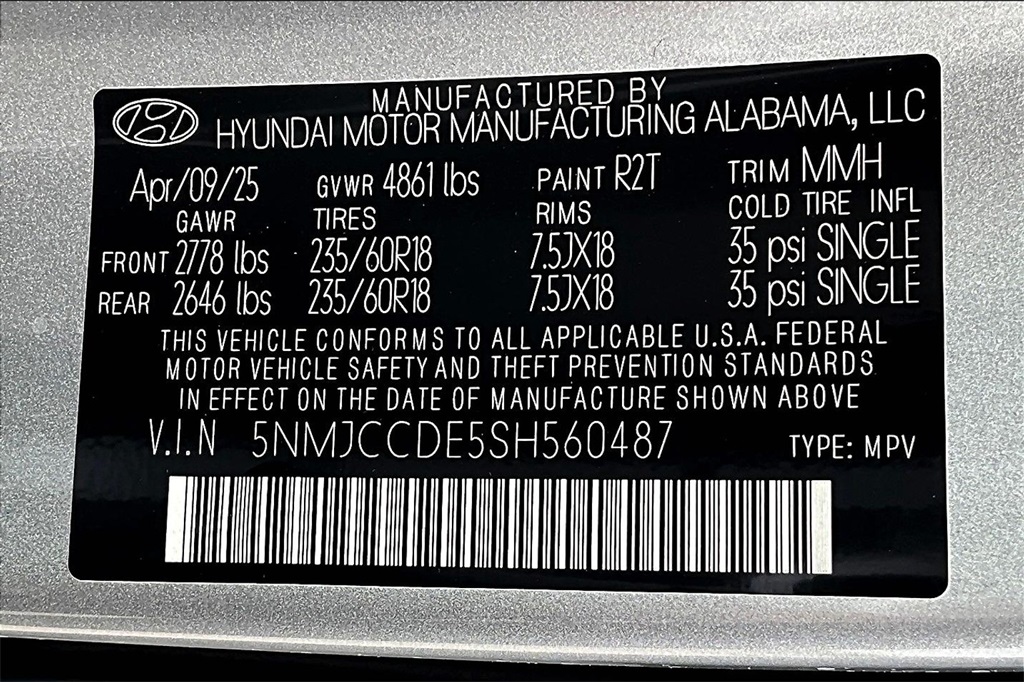 MANUFACTURED BY
HYUNDAI MOTOR MANUFACTURING ALABAMA, LLC
Apr/09/25 GVWR 4861 lbs PAINT R2T TRIM MMH
GAWR TIRES RIMS COLD TIRE INFL
FRONT 2778 lbs 235/60R18 7.5JX18 35 psi SINGLE
REAR 2646 lbs 235/60R18 7.5JX18 35 psi SINGLE
THIS VEHICLE CONFORMS TO ALL APPLICABLE U.S.A. FEDERAL
MOTOR VEHICLE SAFETY AND THEFT PREVENTION STANDARDS
IN EFFECT ON THE DATE OF MANUFACTURE SHOWN ABOVE
V.I.N 5NMJCCDE5SH560487 TYPE: MPV